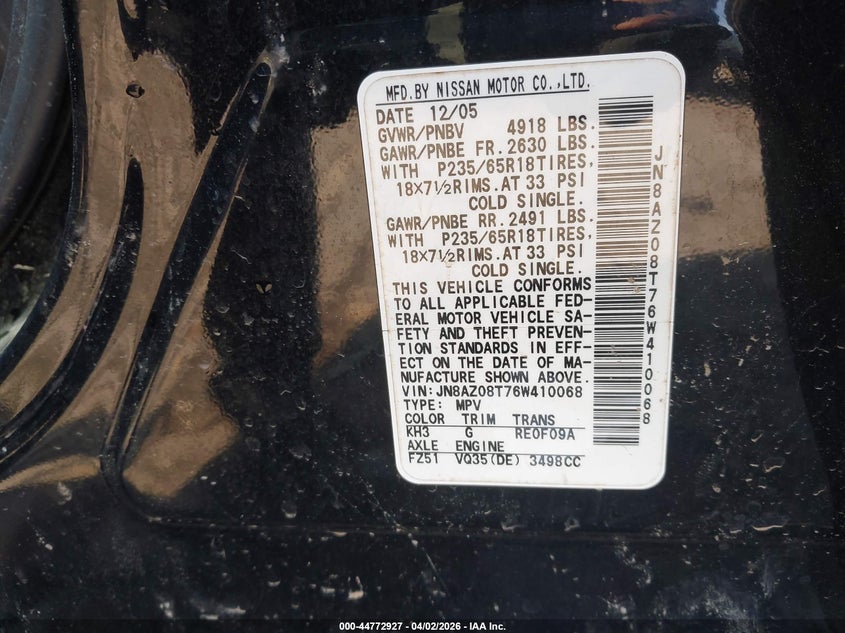 MFD.BY NISSAN MOTOR CO.,LTD.
DATE 12/05
GVWR/PNBV 4918 LBS.
GAWR/PNBE FR. 2630 LBS.
WITH P235/65R18TIRES,
18X7½RIMS.AT 33 PSI
COLD SINGLE.
GAWR/PNBE RR. 2491 LBS.
WITH P235/65R18TIRES,
18X7½RIMS.AT 33 PSI
COLD SINGLE.
THIS VEHICLE CONFORMS
TO ALL APPLICABLE FED-
ERAL MOTOR VEHICLE SA-
FETY AND THEFT PREVEN-
TION STANDARDS IN EFF-
ECT ON THE DATE OF MA-
NUFACTURE SHOWN ABOVE.
VIN:JN8AZ08T76W410068
TYPE: MPV
COLOR TRIM TRANS
KH3 G RE0F09A
AXLE ENGINE
FZ51 VQ35(DE) 3498CC
JN8AZ08T76W410068
000-44772927 - 04/02/2026 - IAA Inc.